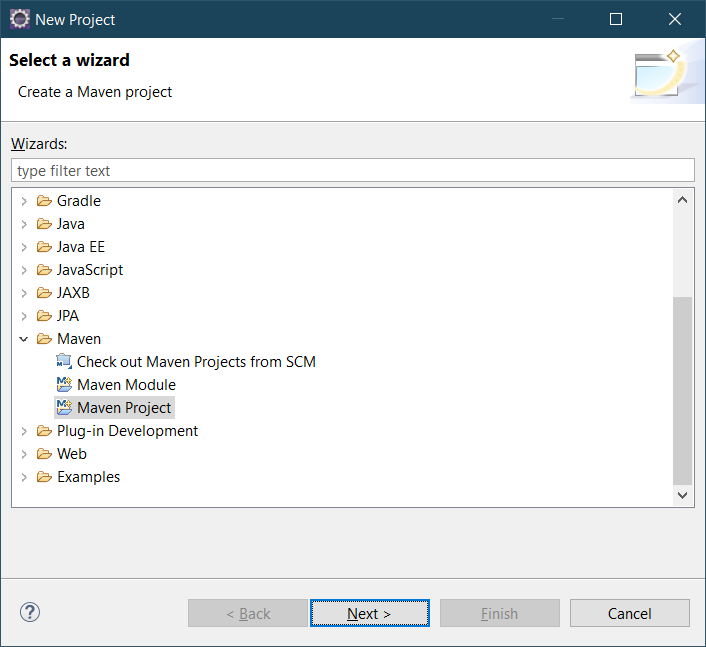 New Project
Select a wizard
Create a Maven project
Wizards:
type filter text
Gradle
Java
Java EE
JavaScript
JAXB
JPA
Maven
Check out Maven Projects from SCM
Maven Module
Maven Project
Plug-in Development
Web
Examples
? < Back Next > Finish Cancel